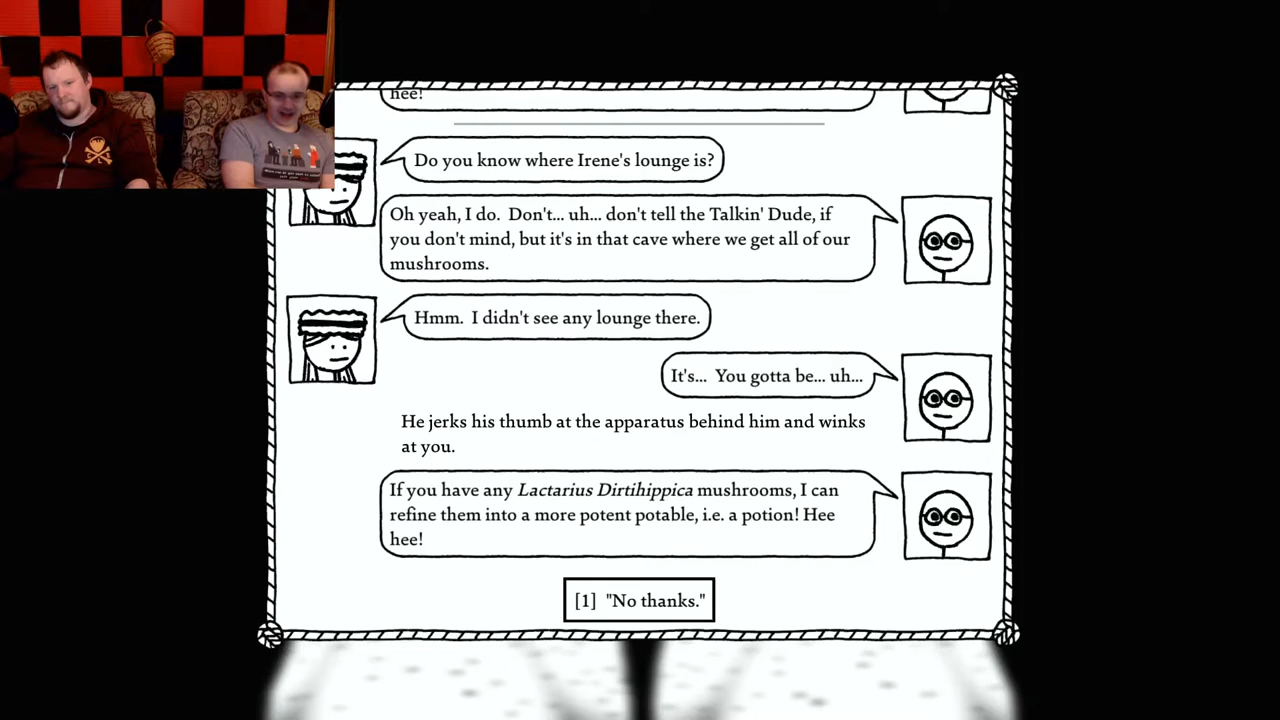 hee!
Do you know where Irene's lounge is?
Oh yeah, I do. Don't... uh... don't tell the Talkin' Dude, if
you don't mind, but it's in that cave where we get all of our
mushrooms.
Hmm. I didn't see any lounge there.
It's... You gotta be... uh...
He jerks his thumb at the apparatus behind him and winks
at you.
If you have any Lactarius Dirtihippica mushrooms, I can
refine them into a more potent potable, i.e. a potion! Hee
hee!
[1] "No thanks."